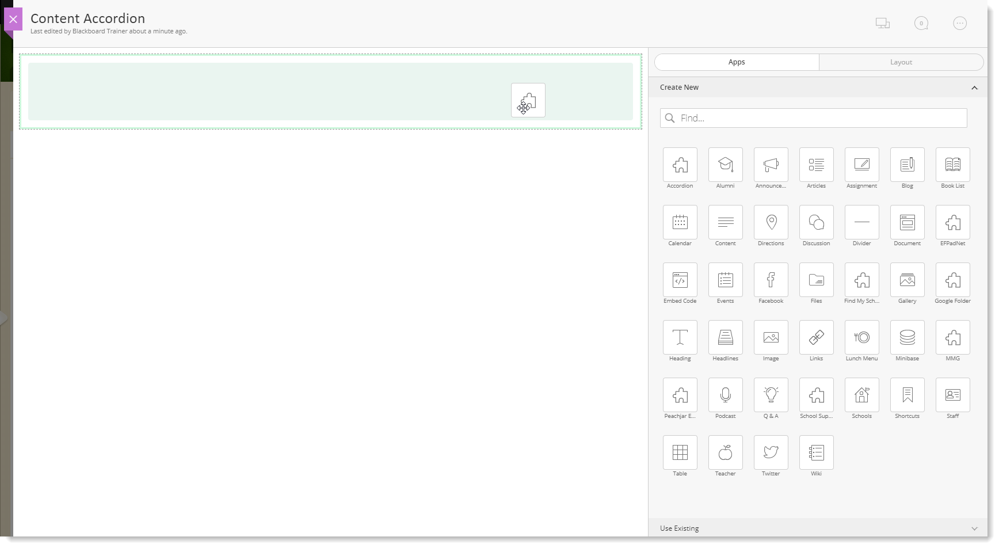 Content Accordion
Last edited by Blackboard Trainer about a minute ago.
0
Apps
Layout
Create New
Find...
Accordion
Alumni
Announce...
Articles
Assignment
Blog
Book List
Calendar
Content
Directions
Discussion
Divider
Document
EFPadNet
Embed Code
Events
Facebook
Files
Find My Sch...
Gallery
Google Folder
Heading
Headlines
Image
Links
Lunch Menu
Minibase
MMG
Peachjar E...
Podcast
Q & A
School Sup...
Schools
Shortcuts
Staff
Table
Teacher
Twitter
Wiki
Use Existing